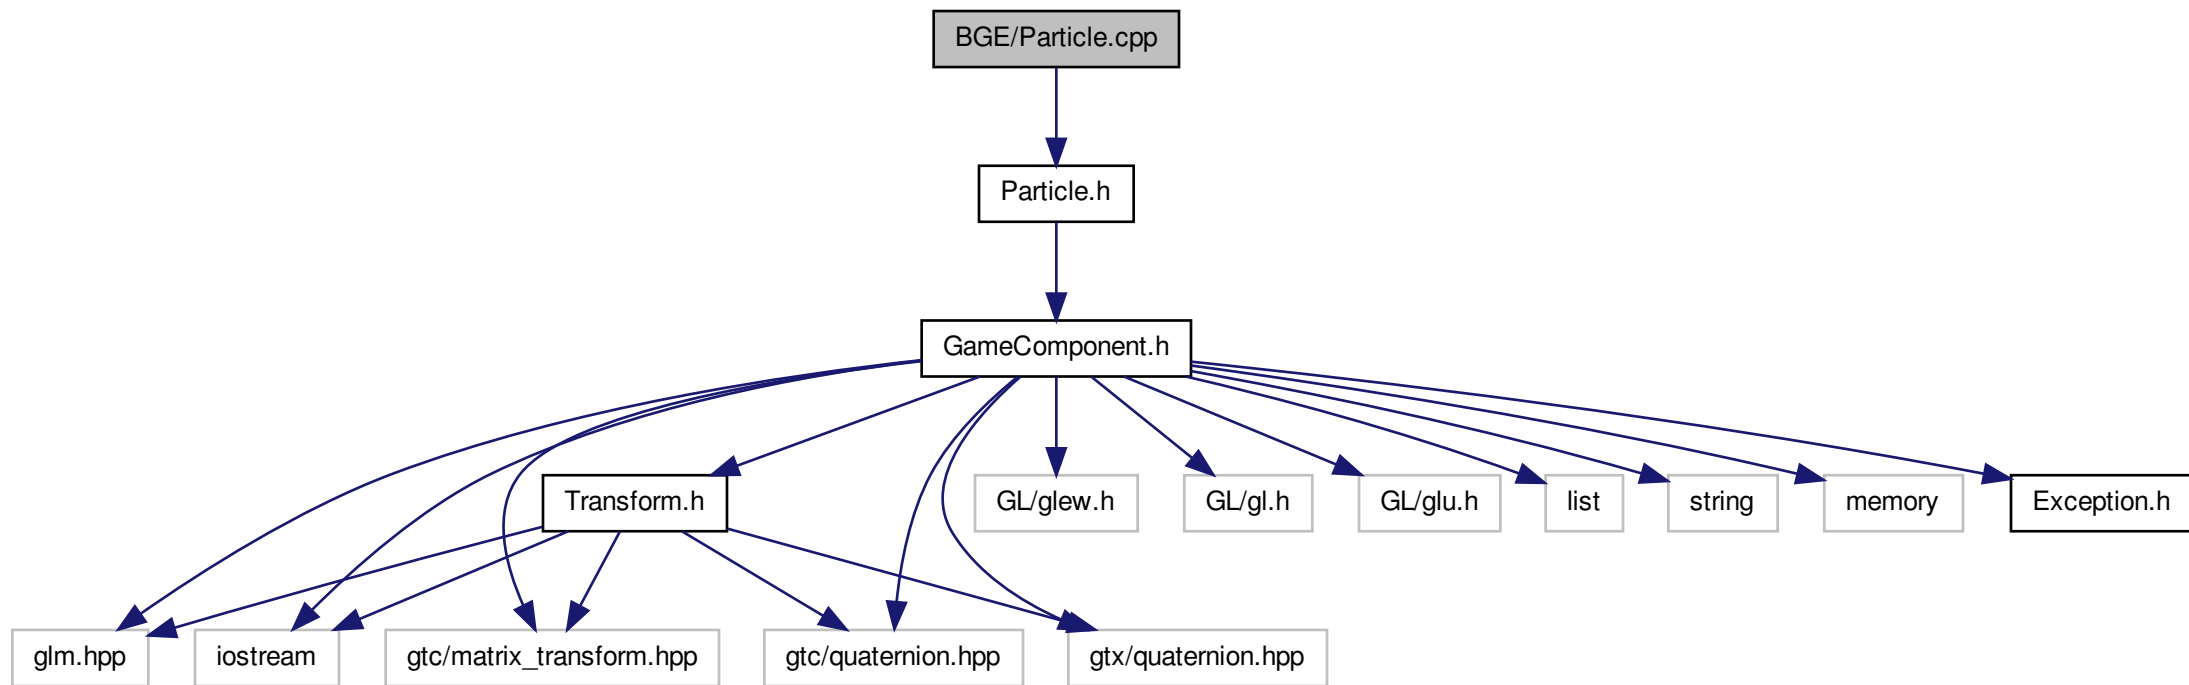 BGE/Particle.cpp
Particle.h
GameComponent.h
Transform.h
GL/glew.h
GL/gl.h
GL/glu.h
list
string
memory
Exception.h
glm.hpp
iostream
gtc/matrix_transform.hpp
gtc/quaternion.hpp
gtx/quaternion.hpp